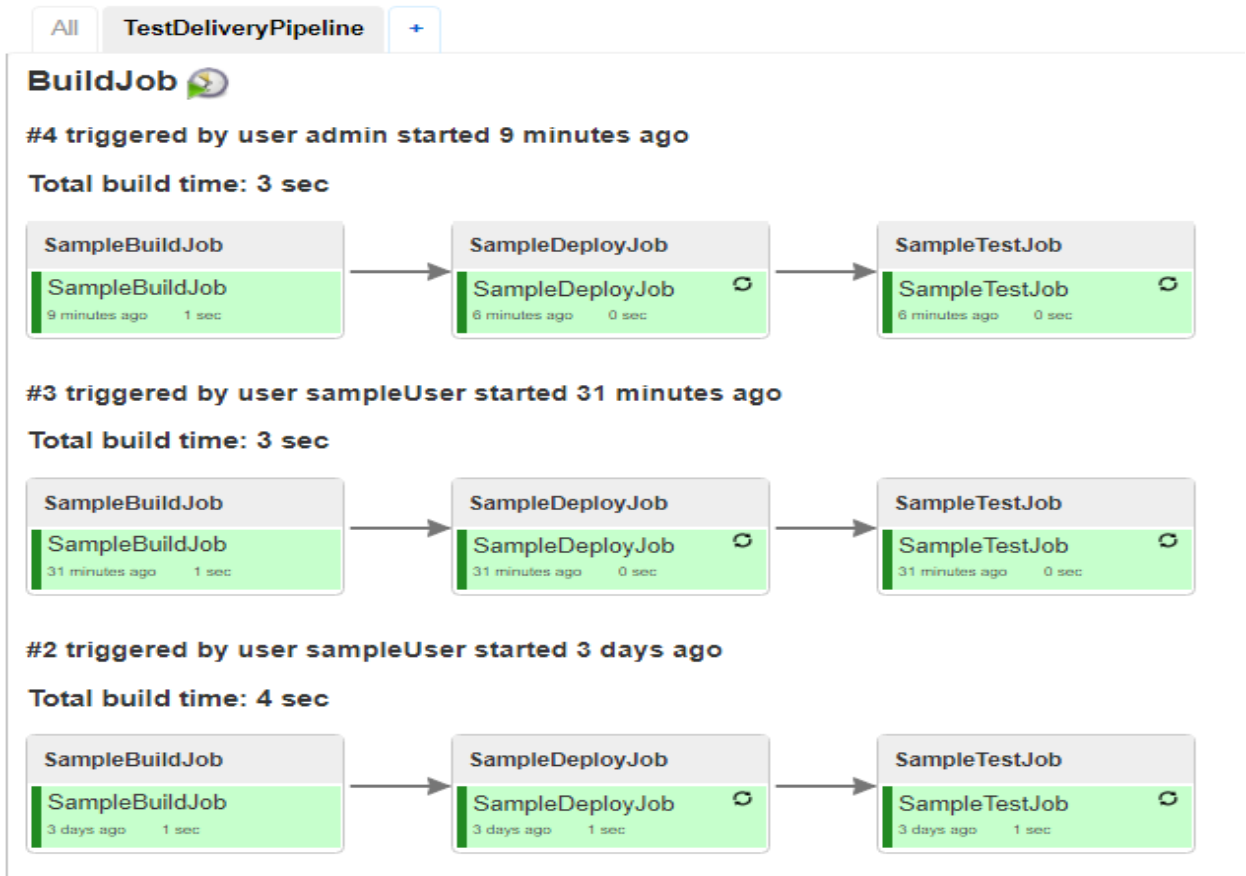 All TestDeliveryPipeline +
BuildJob
#4 triggered by user admin started 9 minutes ago
Total build time: 3 sec
SampleBuildJob SampleDeployJob SampleTestJob
SampleBuildJob SampleDeployJob SampleTestJob
9 minutes ago 1 sec 6 minutes ago 0 sec 6 minutes ago 0 sec
#3 triggered by user sampleUser started 31 minutes ago
Total build time: 3 sec
SampleBuildJob SampleDeployJob SampleTestJob
SampleBuildJob SampleDeployJob SampleTestJob
31 minutes ago 1 sec 31 minutes ago 0 sec 31 minutes ago 0 sec
#2 triggered by user sampleUser started 3 days ago
Total build time: 4 sec
SampleBuildJob SampleDeployJob SampleTestJob
SampleBuildJob SampleDeployJob SampleTestJob
3 days ago 1 sec 3 days ago 1 sec 3 days ago 1 sec